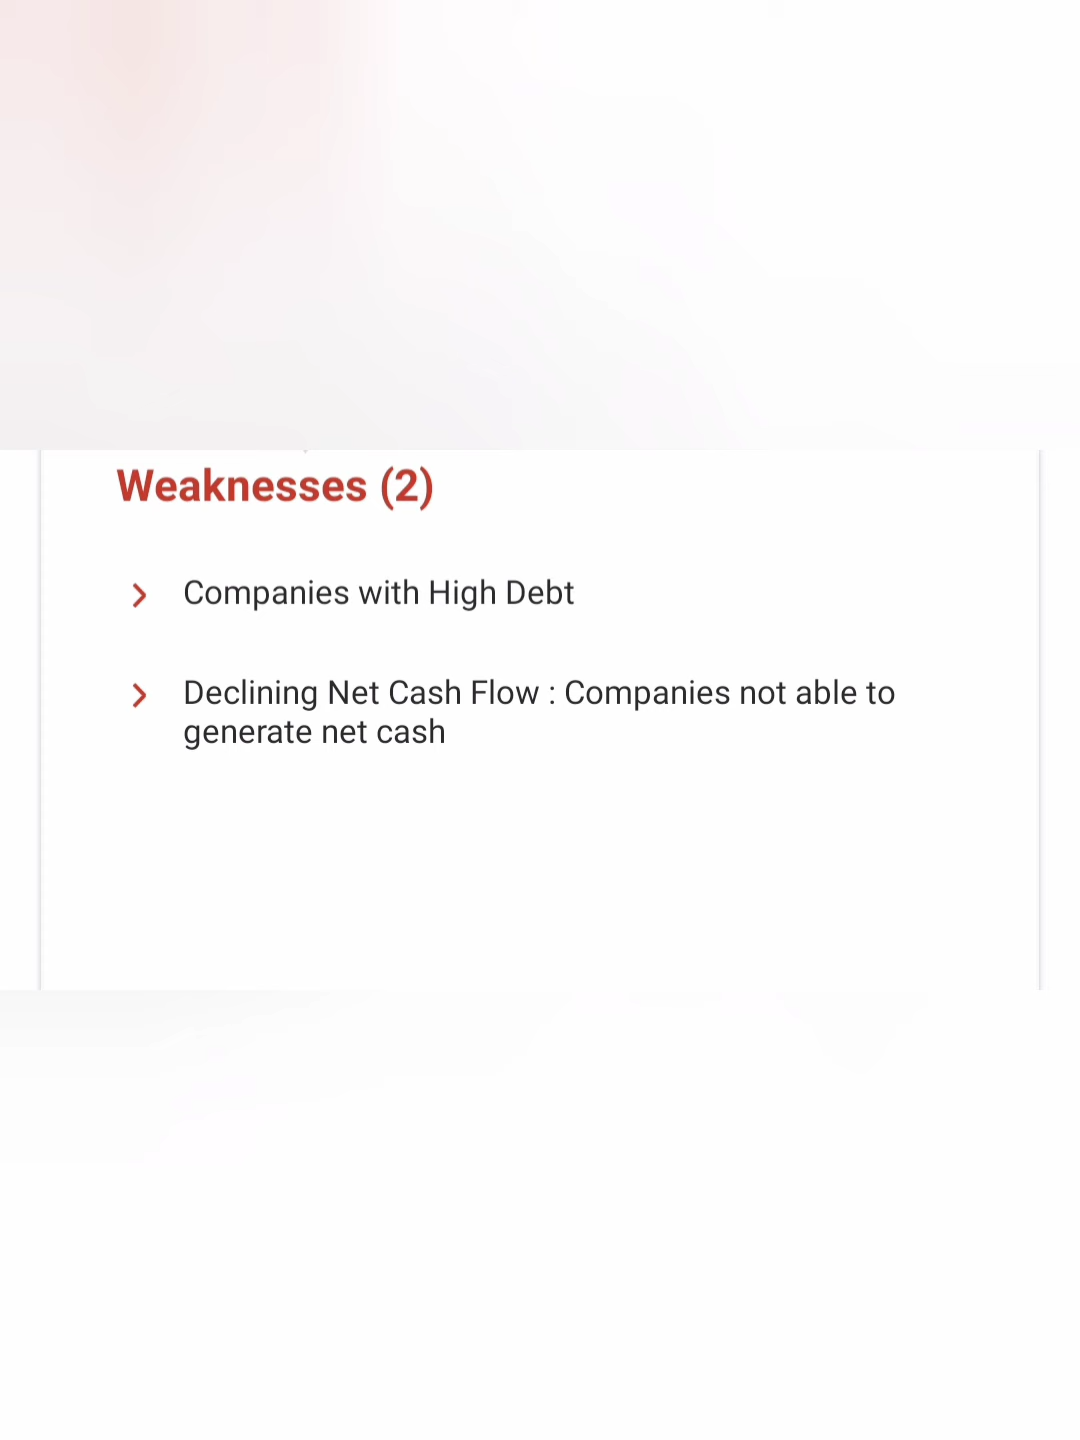 Weaknesses (2)
Companies with High Debt
Declining Net Cash Flow : Companies not able to
generate net cash